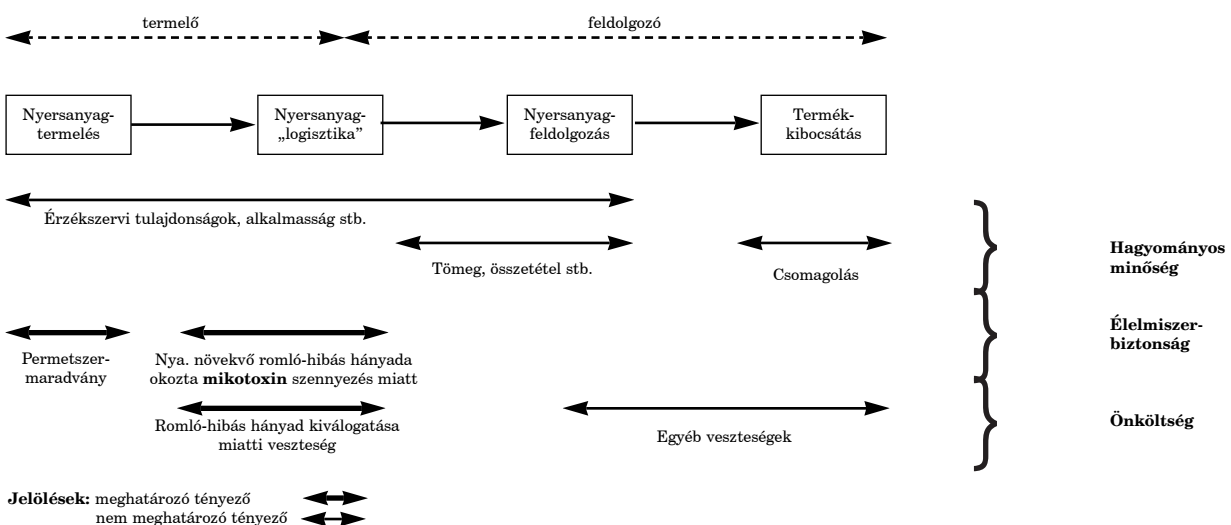 termelő
feldolgozó
Nyersanyag-
termelés
Nyersanyag-
„logisztika”
Nyersanyag-
feldolgozás
Termék-
kibocsátás
Érzékszervi tulajdonságok, alkalmasság stb.
Tömeg, összetétel stb.
Csomagolás
Hagyományos
minőség
Permetszer-
maradvány
Nya. növekvő romló-hibás hányada
okozta mikotoxin szennyezés miatt
Élelmiszer-
biztonság
Romló-hibás hányad kiválogatása
miatti veszteség
Egyéb veszteségek
Önköltség
Jelölések: meghatározó tényező
nem meghatározó tényező